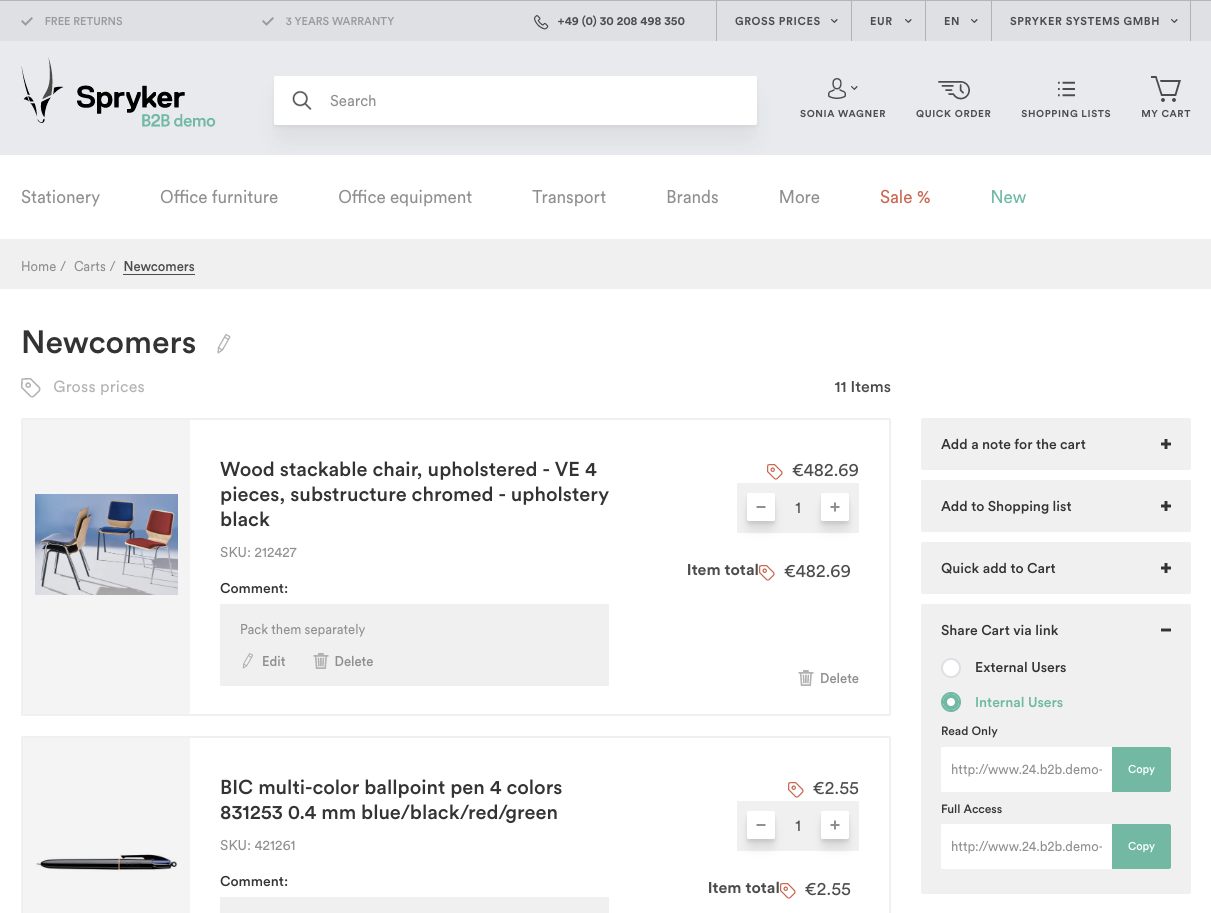 FREE RETURNS
3 YEARS WARRANTY
+49 (0) 30 208 498 350
GROSS PRICES
EUR
EN
SPRYKER SYSTEMS GMBH
Spryker
B2B demo
Search
SONIA WAGNER
QUICK ORDER
SHOPPING LISTS
MY CART
Stationery
Office furniture
Office equipment
Transport
Brands
More
Sale %
New
Home / Carts / Newcomers
Newcomers
Gross prices
11 Items
Wood stackable chair, upholstered - VE 4
pieces, substructure chromed - upholstery
black
SKU: 212427
Comment:
Pack them separately
Edit
Delete
€482.69
− 1 +
Item total €482.69
Delete
BIC multi-color ballpoint pen 4 colors
831253 0.4 mm blue/black/red/green
SKU: 421261
Comment:
€2.55
− 1 +
Item total €2.55
Add a note for the cart +
Add to Shopping list +
Quick add to Cart +
Share Cart via link −
External Users
Internal Users
Read Only
http://www.24.b2b.demo-
Copy
Full Access
http://www.24.b2b.demo-
Copy